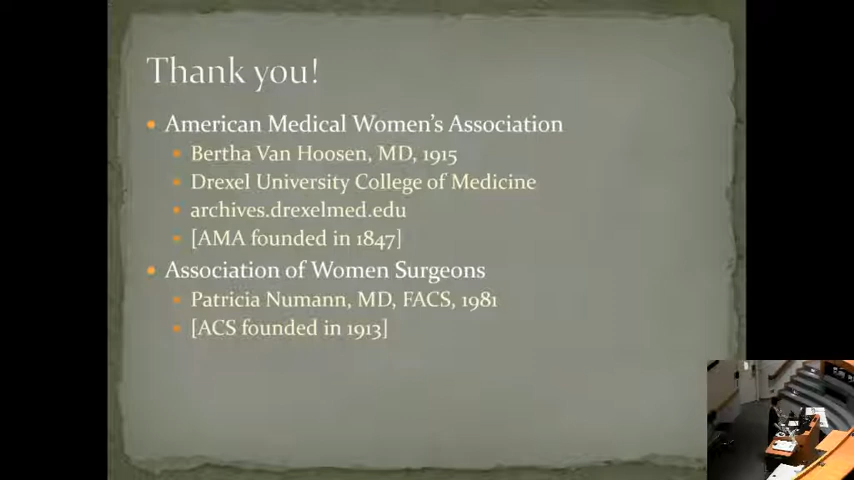 Thank you!
American Medical Women's Association
Bertha Van Hoosen, MD, 1915
Drexel University College of Medicine
archives.drexelmed.edu
[AMA founded in 1847]
Association of Women Surgeons
Patricia Numann, MD, FACS, 1981
[ACS founded in 1913]